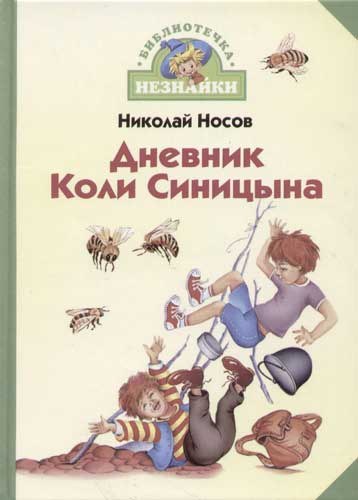 БИБЛИОТЕЧКА
НЕЗНАЙКИ
Николай Носов
Дневник
Коли Синицына